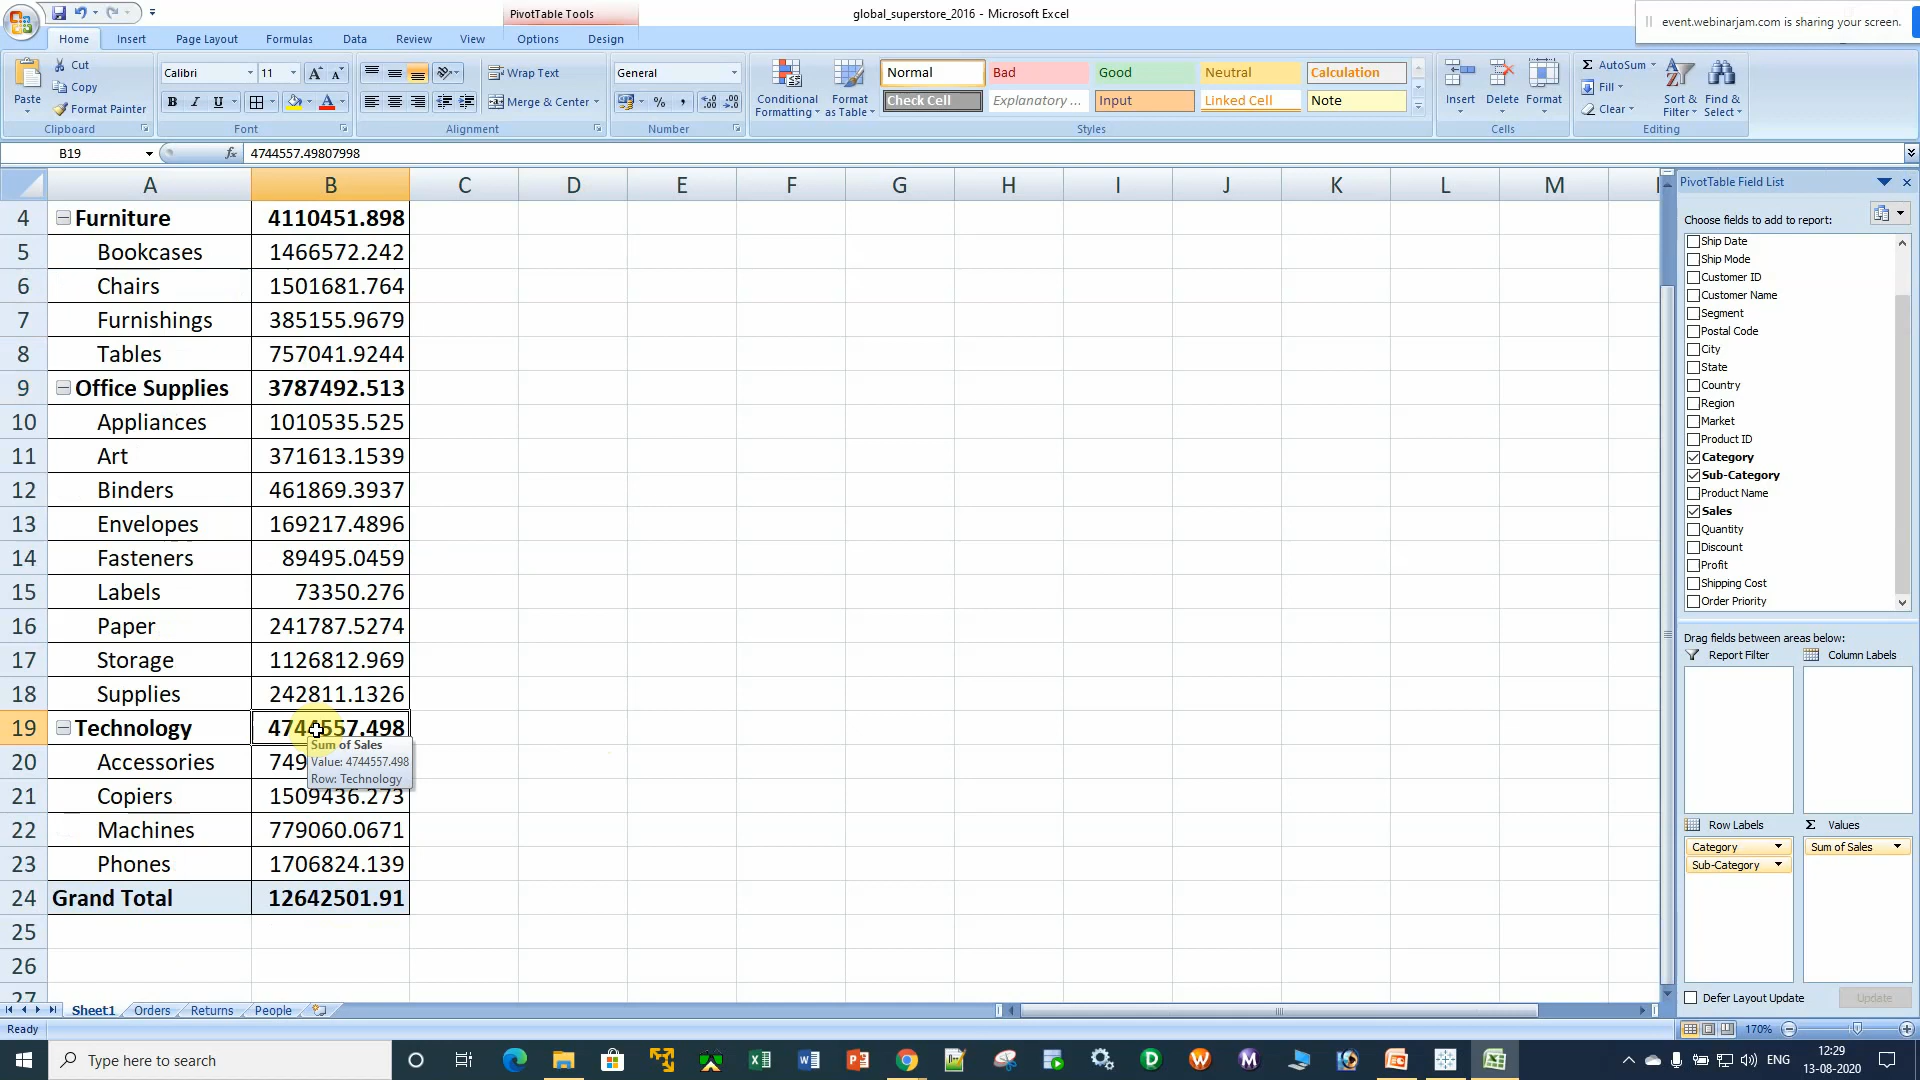 PivotTable Tools
global_superstore_2016 - Microsoft Excel
event.webinarjam.com is sharing your screen.
Home Insert Page Layout Formulas Data Review View Options Design
Paste
Cut
Copy
Format Painter
Clipboard
Calibri 11
B I U
Font
Wrap Text
Merge & Center
Alignment
General
Number
Conditional Formatting
Format as Table
Normal Bad Good Neutral Calculation
Check Cell Explanatory ... Input Linked Cell Note
Styles
Insert Delete Format
Cells
AutoSum
Fill
Clear
Sort & Filter
Find & Select
Editing
B19 fx 4744557.49807998
A B C D E F G H I J K L M
4 Furniture 4110451.898
5 Bookcases 1466572.242
6 Chairs 1501681.764
7 Furnishings 385155.9679
8 Tables 757041.9244
9 Office Supplies 3787492.513
10 Appliances 1010535.525
11 Art 371613.1539
12 Binders 461869.3937
13 Envelopes 169217.4896
14 Fasteners 89495.0459
15 Labels 73350.276
16 Paper 241787.5274
17 Storage 1126812.969
18 Supplies 242811.1326
19 Technology 4744557.498
Sum of Sales
Value: 4744557.498
Row: Technology
20 Accessories 749
21 Copiers 1509436.273
22 Machines 779060.0671
23 Phones 1706824.139
24 Grand Total 12642501.91
25
26
27
PivotTable Field List
Choose fields to add to report:
Ship Date
Ship Mode
Customer ID
Customer Name
Segment
Postal Code
City
State
Country
Region
Market
Product ID
Category
Sub-Category
Product Name
Sales
Quantity
Discount
Profit
Shipping Cost
Order Priority
Drag fields between areas below:
Report Filter Column Labels
Row Labels Σ Values
Category Sum of Sales
Sub-Category
Defer Layout Update Update
Sheet1 Orders Returns People
Ready 170%
Type here to search
ENG
12:29
13-08-2020